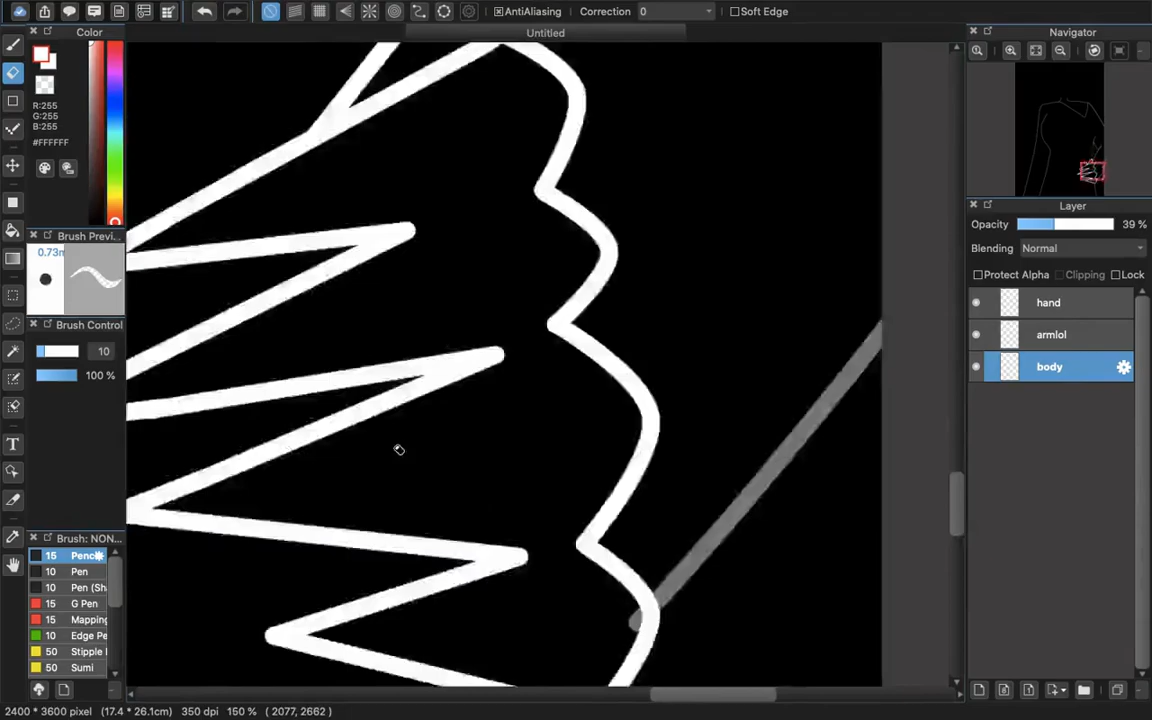 AntiAliasing Correction 0 Soft Edge
Color
Untitled
Navigator
R:255
G:255
B:255
#FFFFFF
Layer
Opacity 39 %
Blending Normal
Protect Alpha Clipping Lock
hand
armlol
body
Brush Previ...
0.73m
Brush Control
10
100 %
Brush: NON...
15 Penc
10 Pen
10 Pen (Sh
15 G Pen
15 Mapping
10 Edge Pe
50 Stipple
50 Sumi
T
2400 * 3600 pixel (17.4 * 26.1cm) 350 dpi 150 % ( 2077, 2662 )